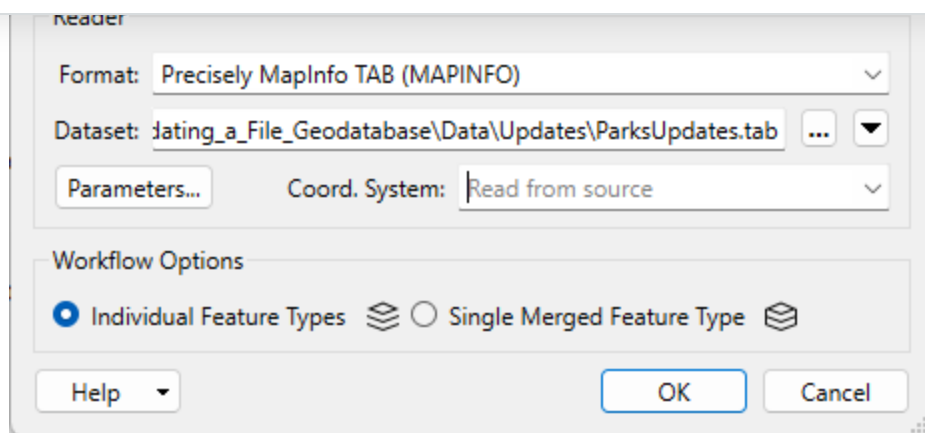 Reader
Format: Precisely MapInfo TAB (MAPINFO)
Dataset: dating_a_File_Geodatabase\Data\Updates\ParksUpdates.tab ...
Parameters... Coord. System: Read from source
Workflow Options
Individual Feature Types Single Merged Feature Type
Help OK Cancel